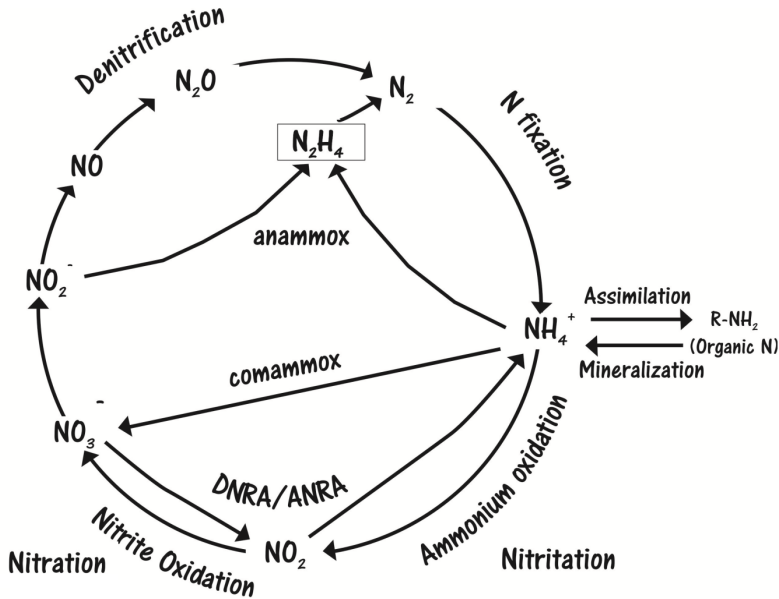 Denitrification
N₂O
N₂
N fixation
N₂H₄
NO
anammox
NO₂⁻
NH₄⁺
Assimilation
R-NH₂
(Organic N)
Mineralization
comammox
NO₃⁻
DNRA/ANRA
Ammonium oxidation
Nitrite Oxidation
NO₂
Nitration
Nitritation